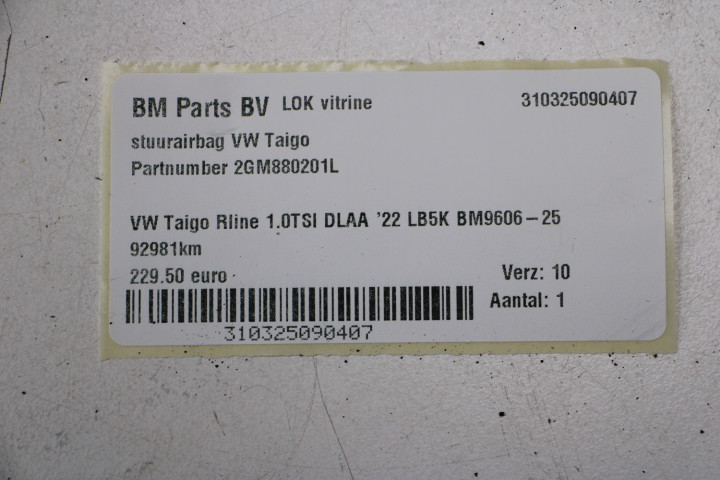 BM Parts BV LOK vitrine 310325090407
stuurairbag VW Taigo
Partnumber 2GM880201L
VW Taigo Rline 1.0TSI DLAA '22 LB5K BM9606-25
92981km
229.50 euro Verz: 10
Aantal: 1
310325090407